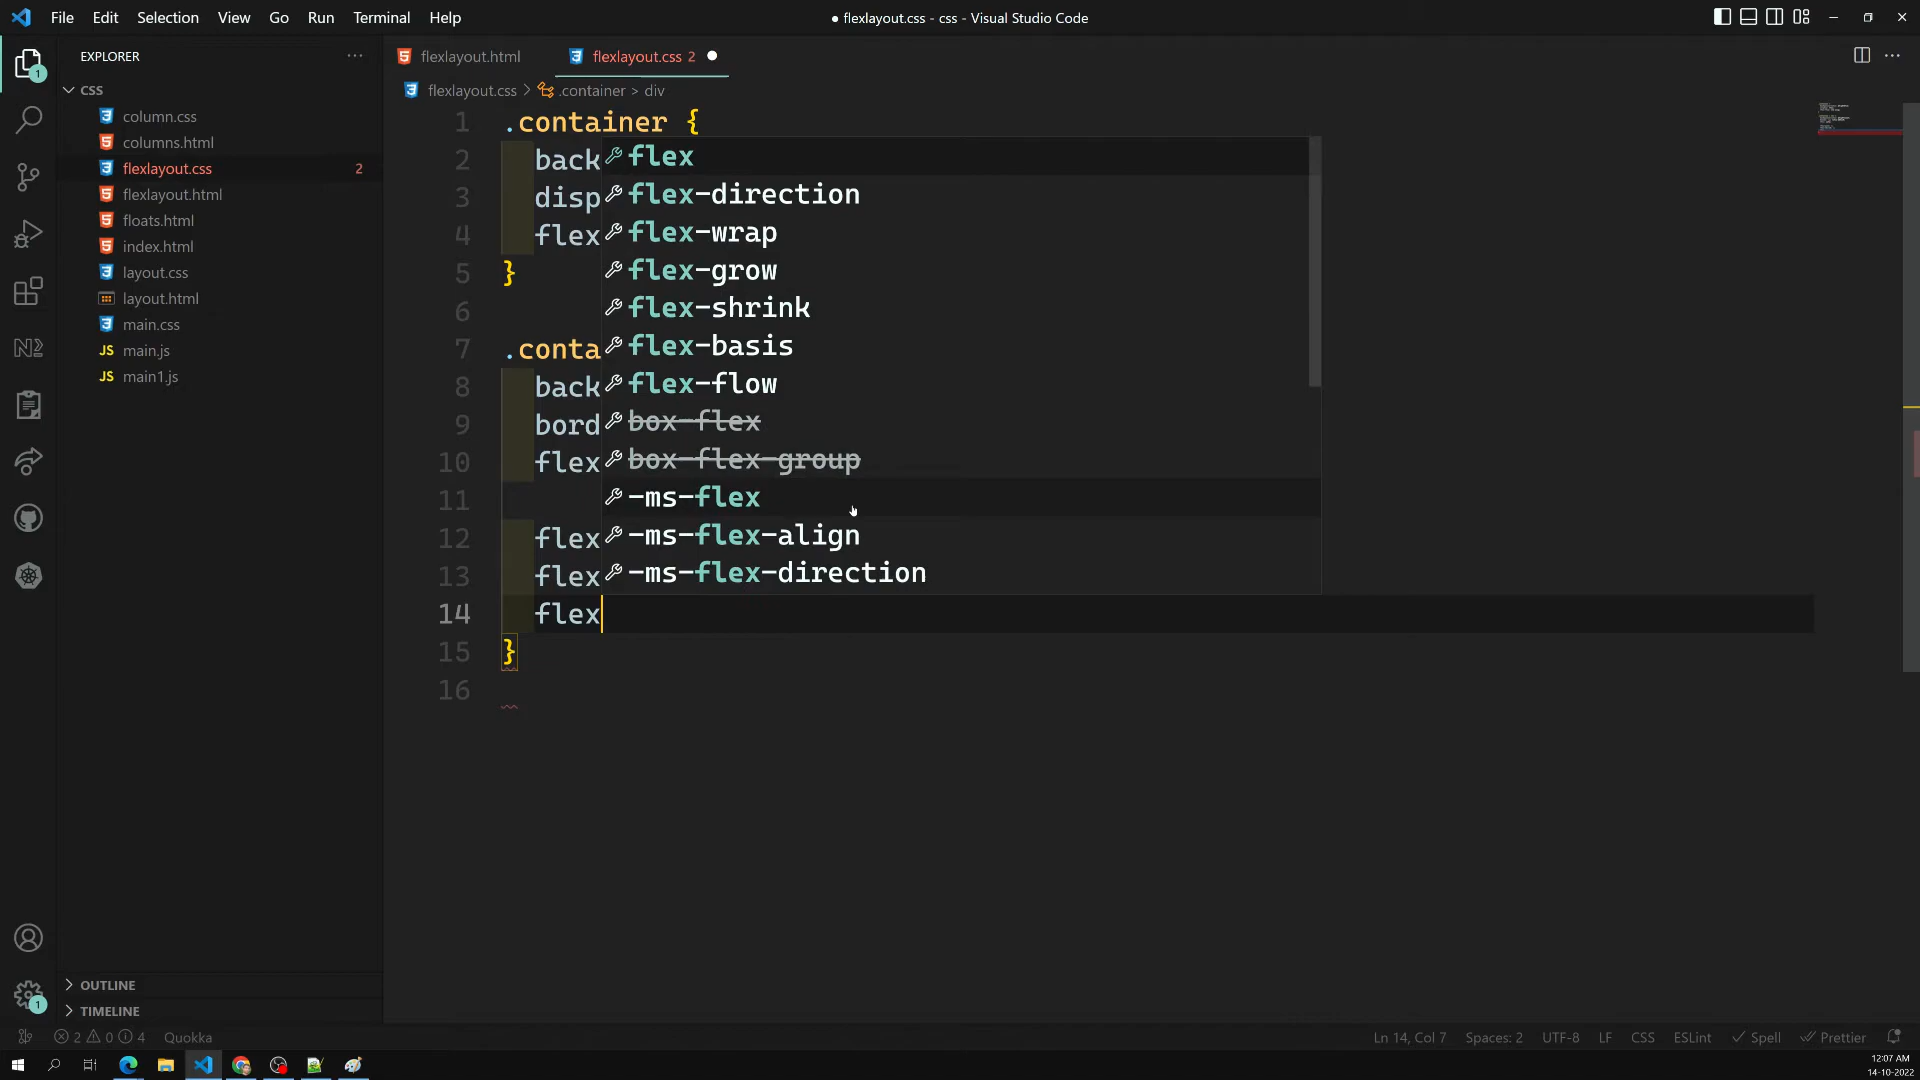 File Edit Selection View Go Run Terminal Help
● flexlayout.css - css - Visual Studio Code
EXPLORER
flexlayout.html
flexlayout.css 2
CSS
flexlayout.css > .container > div
column.css
columns.html
flexlayout.css 2
flexlayout.html
floats.html
index.html
layout.css
layout.html
main.css
JS main.js
JS main1.js
OUTLINE
TIMELINE
1 .container {
2 back
3 disp
4 flex
5 }
6
7 .conta
8 back
9 bord
10 flex
11
12 flex
13 flex
14 flex
15 }
16
flex
flex-direction
flex-wrap
flex-grow
flex-shrink
flex-basis
flex-flow
box-flex
box-flex-group
-ms-flex
-ms-flex-align
-ms-flex-direction
2 0 4 Quokka
Ln 14, Col 7 Spaces: 2 UTF-8 LF CSS ESLint Spell Prettier
12:07 AM
14-10-2022
1
1